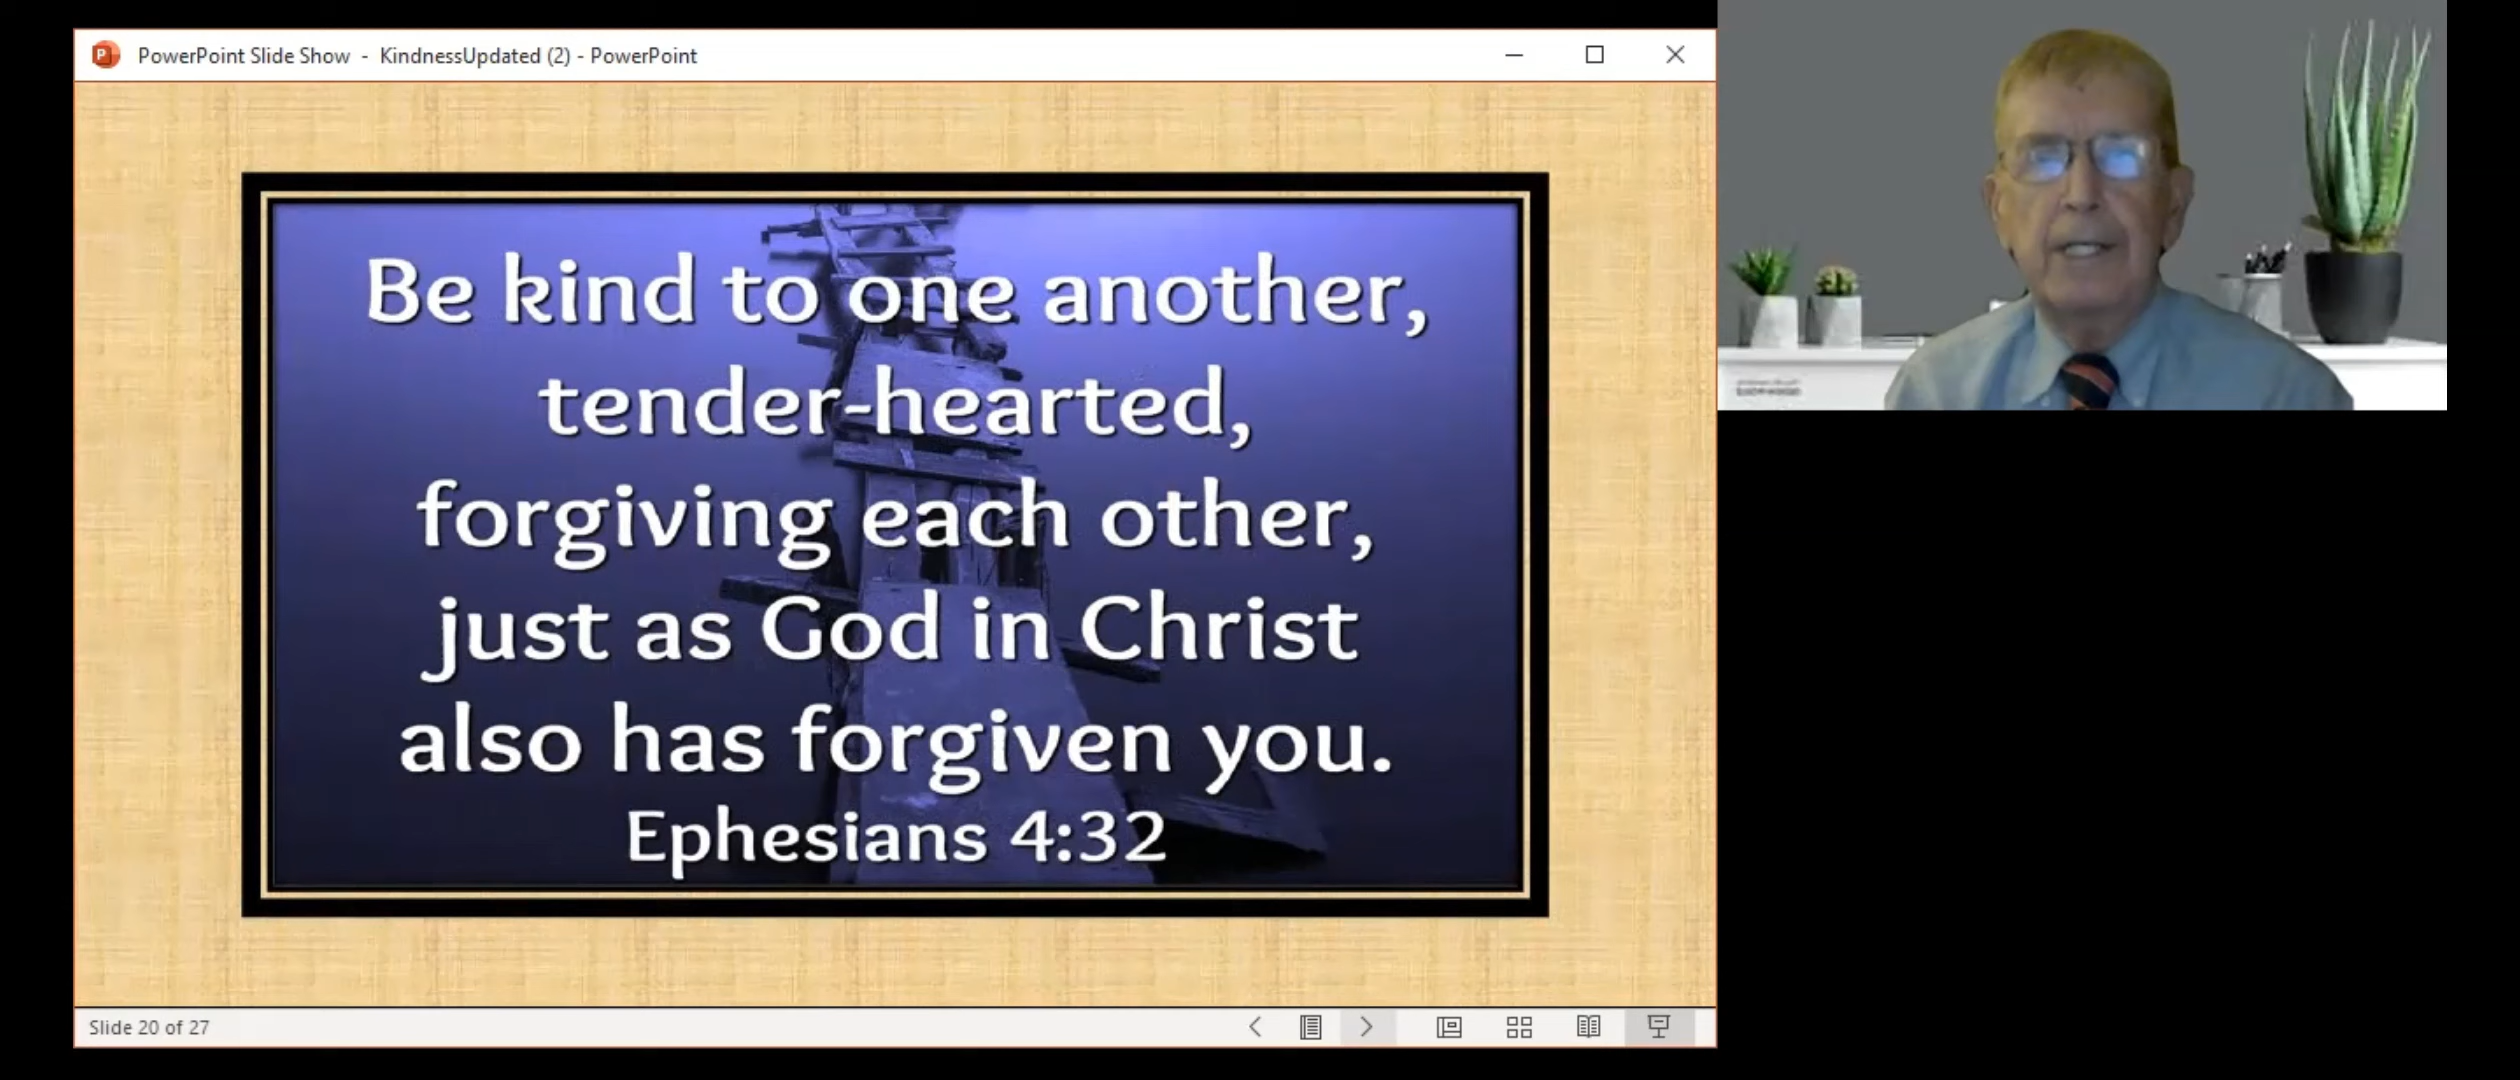 PowerPoint Slide Show - KindnessUpdated (2) - PowerPoint
Be kind to one another,
tender-hearted,
forgiving each other,
just as God in Christ
also has forgiven you.
Ephesians 4:32
Slide 20 of 27